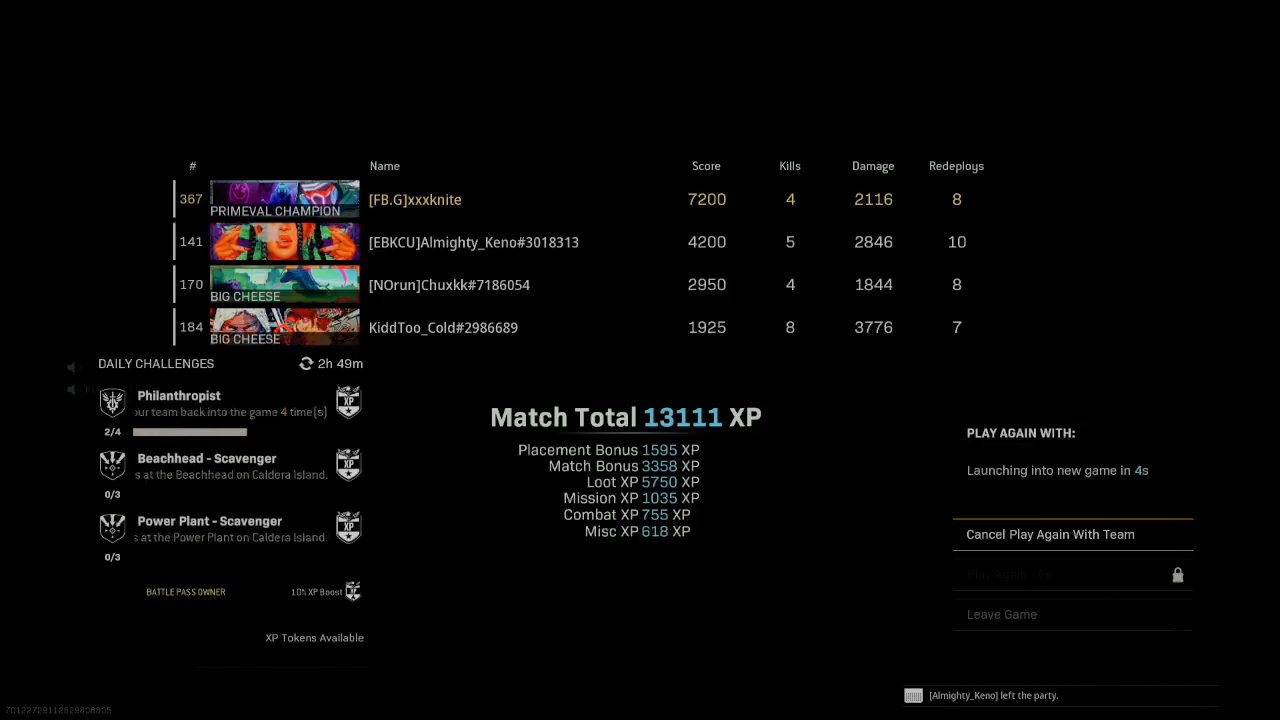 # Name Score Kills Damage Redeploys
367 PRIMEVAL CHAMPION [FB.G]xxxknite 7200 4 2116 8
141 [EBKCU]Almighty_Keno#3018313 4200 5 2846 10
170 BIG CHEESE [NOrun]Chuxkk#7186054 2950 4 1844 8
184 BIG CHEESE KiddToo_Cold#2986689 1925 8 3776 7
DAILY CHALLENGES 2h 49m
Philanthropist
our team back into the game 4 time(s)
XP
2/4
Beachhead - Scavenger
s at the Beachhead on Caldera Island.
XP
0/3
Power Plant - Scavenger
s at the Power Plant on Caldera Island.
XP
0/3
BATTLE PASS OWNER 10% XP Boost
XP Tokens Available
Match Total 13111 XP
Placement Bonus 1595 XP
Match Bonus 3358 XP
Loot XP 5750 XP
Mission XP 1035 XP
Combat XP 755 XP
Misc XP 618 XP
PLAY AGAIN WITH:
Launching into new game in 4s
Cancel Play Again With Team
Play Again
Leave Game
[Almighty_Keno] left the party.